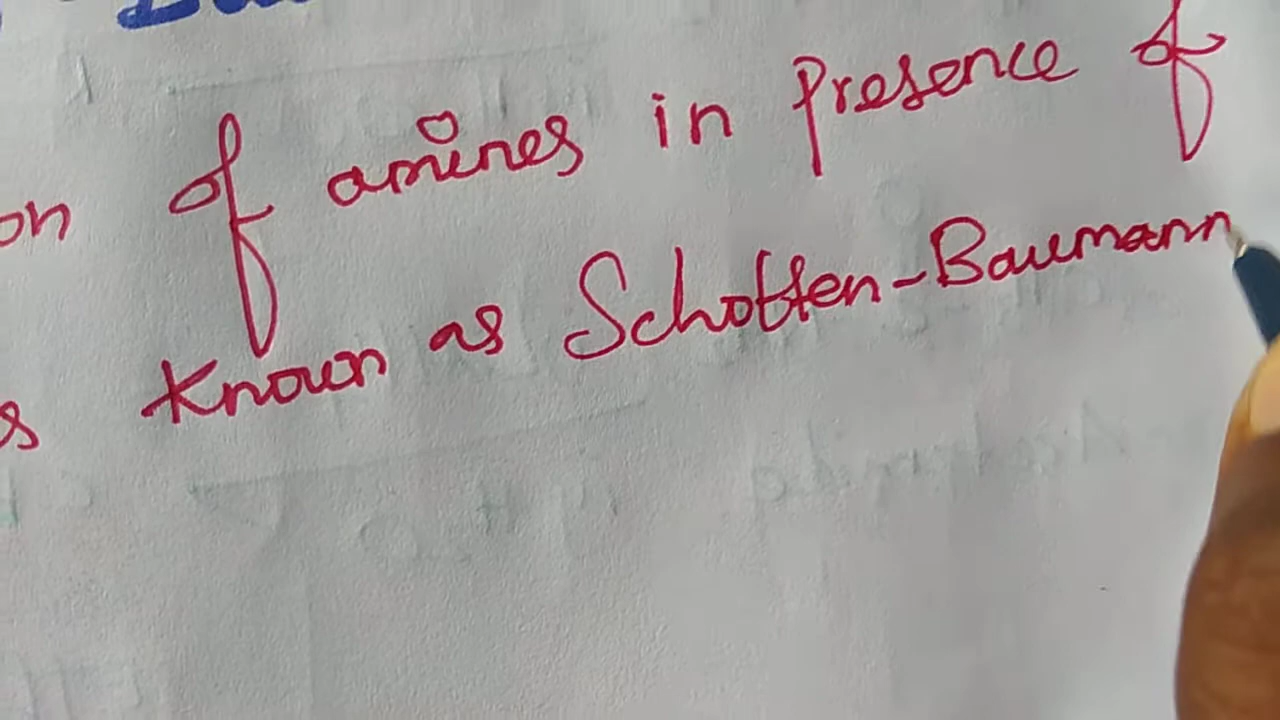 on of amines in presence of
s known as Schotten-Baumann